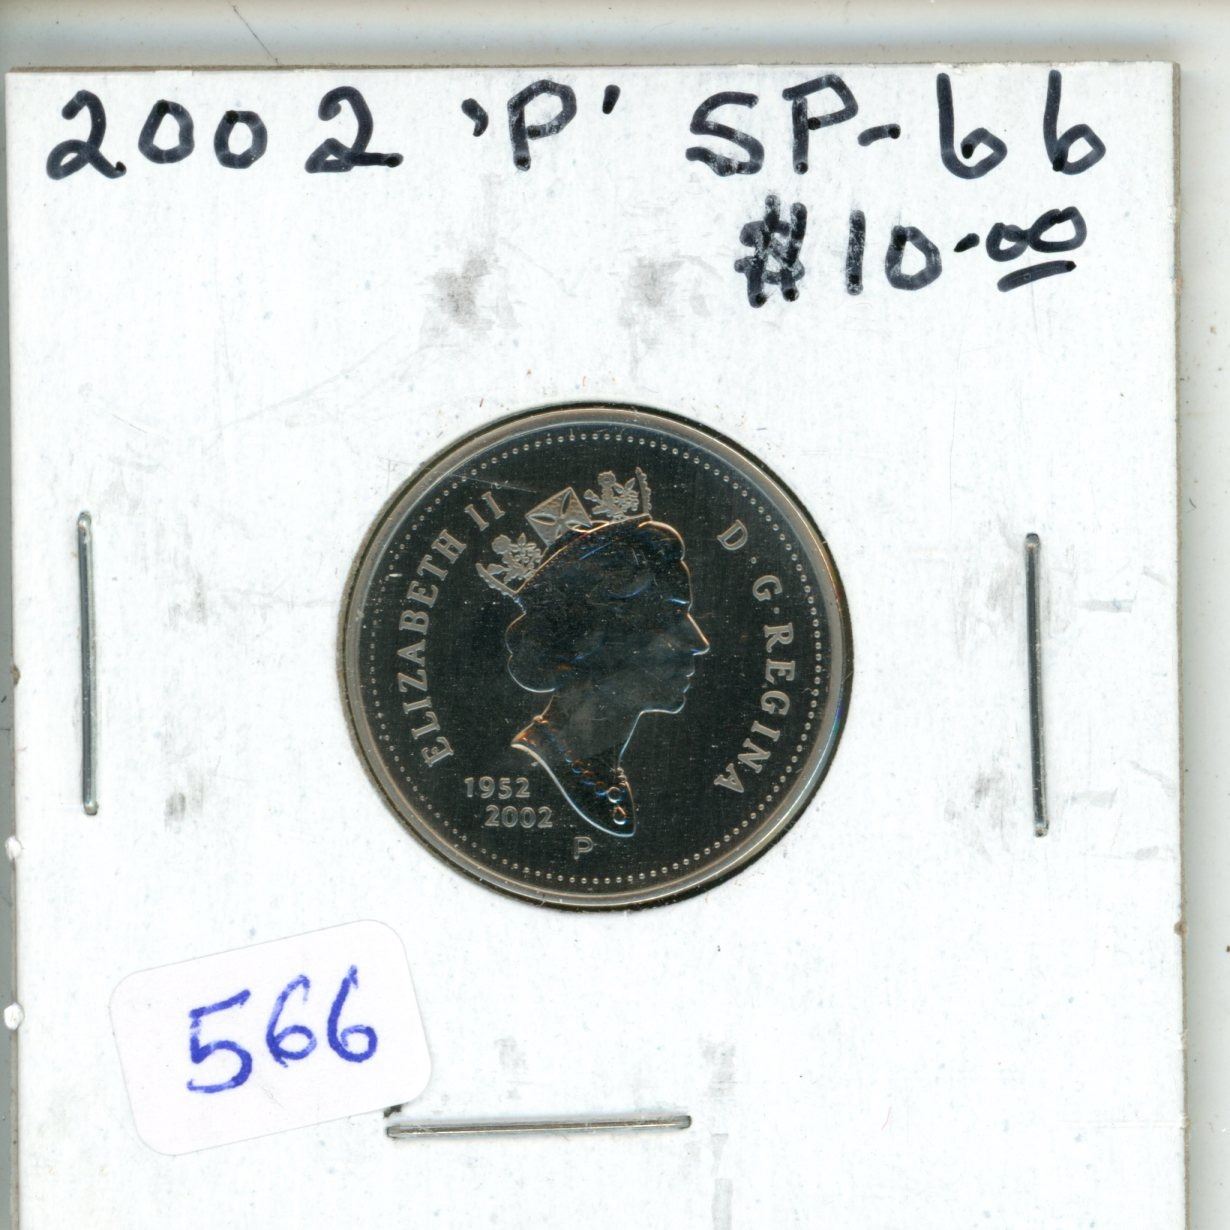 2002 'P' SP-66
$10.00
ELIZABETH II D·G·REGINA
1952
2002
P
566